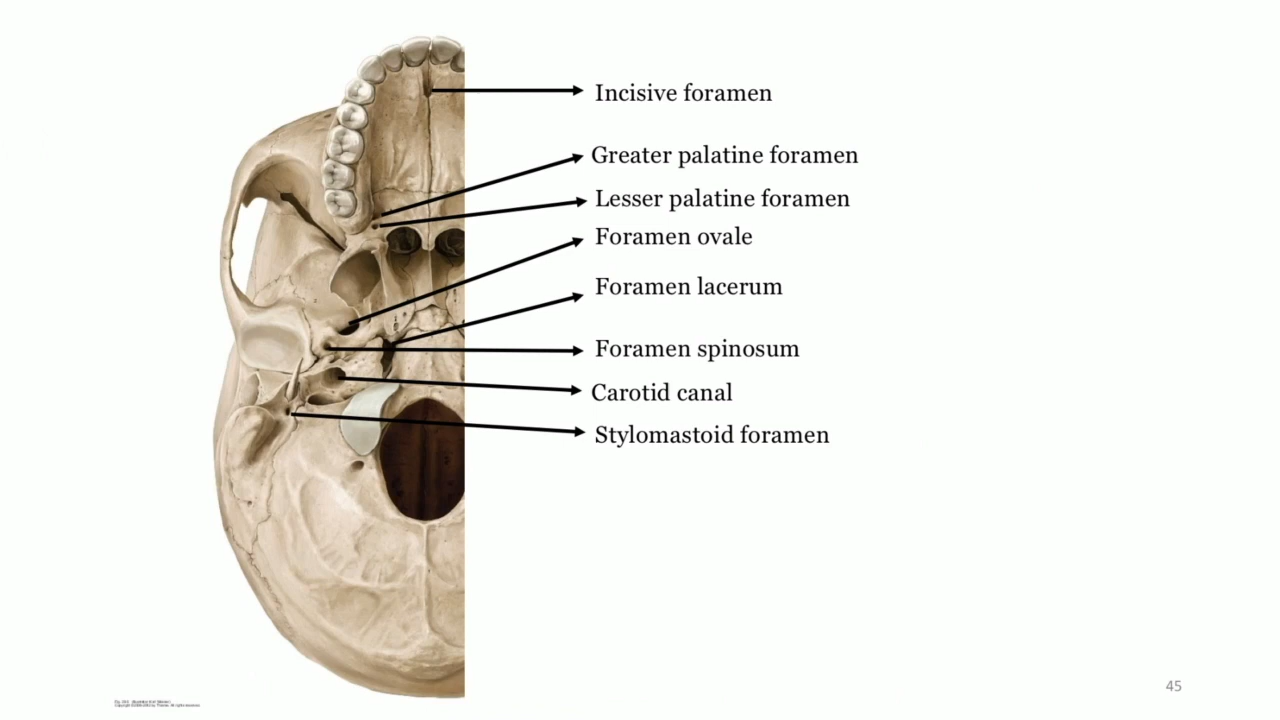 Incisive foramen
Greater palatine foramen
Lesser palatine foramen
Foramen ovale
Foramen lacerum
Foramen spinosum
Carotid canal
Stylomastoid foramen
45